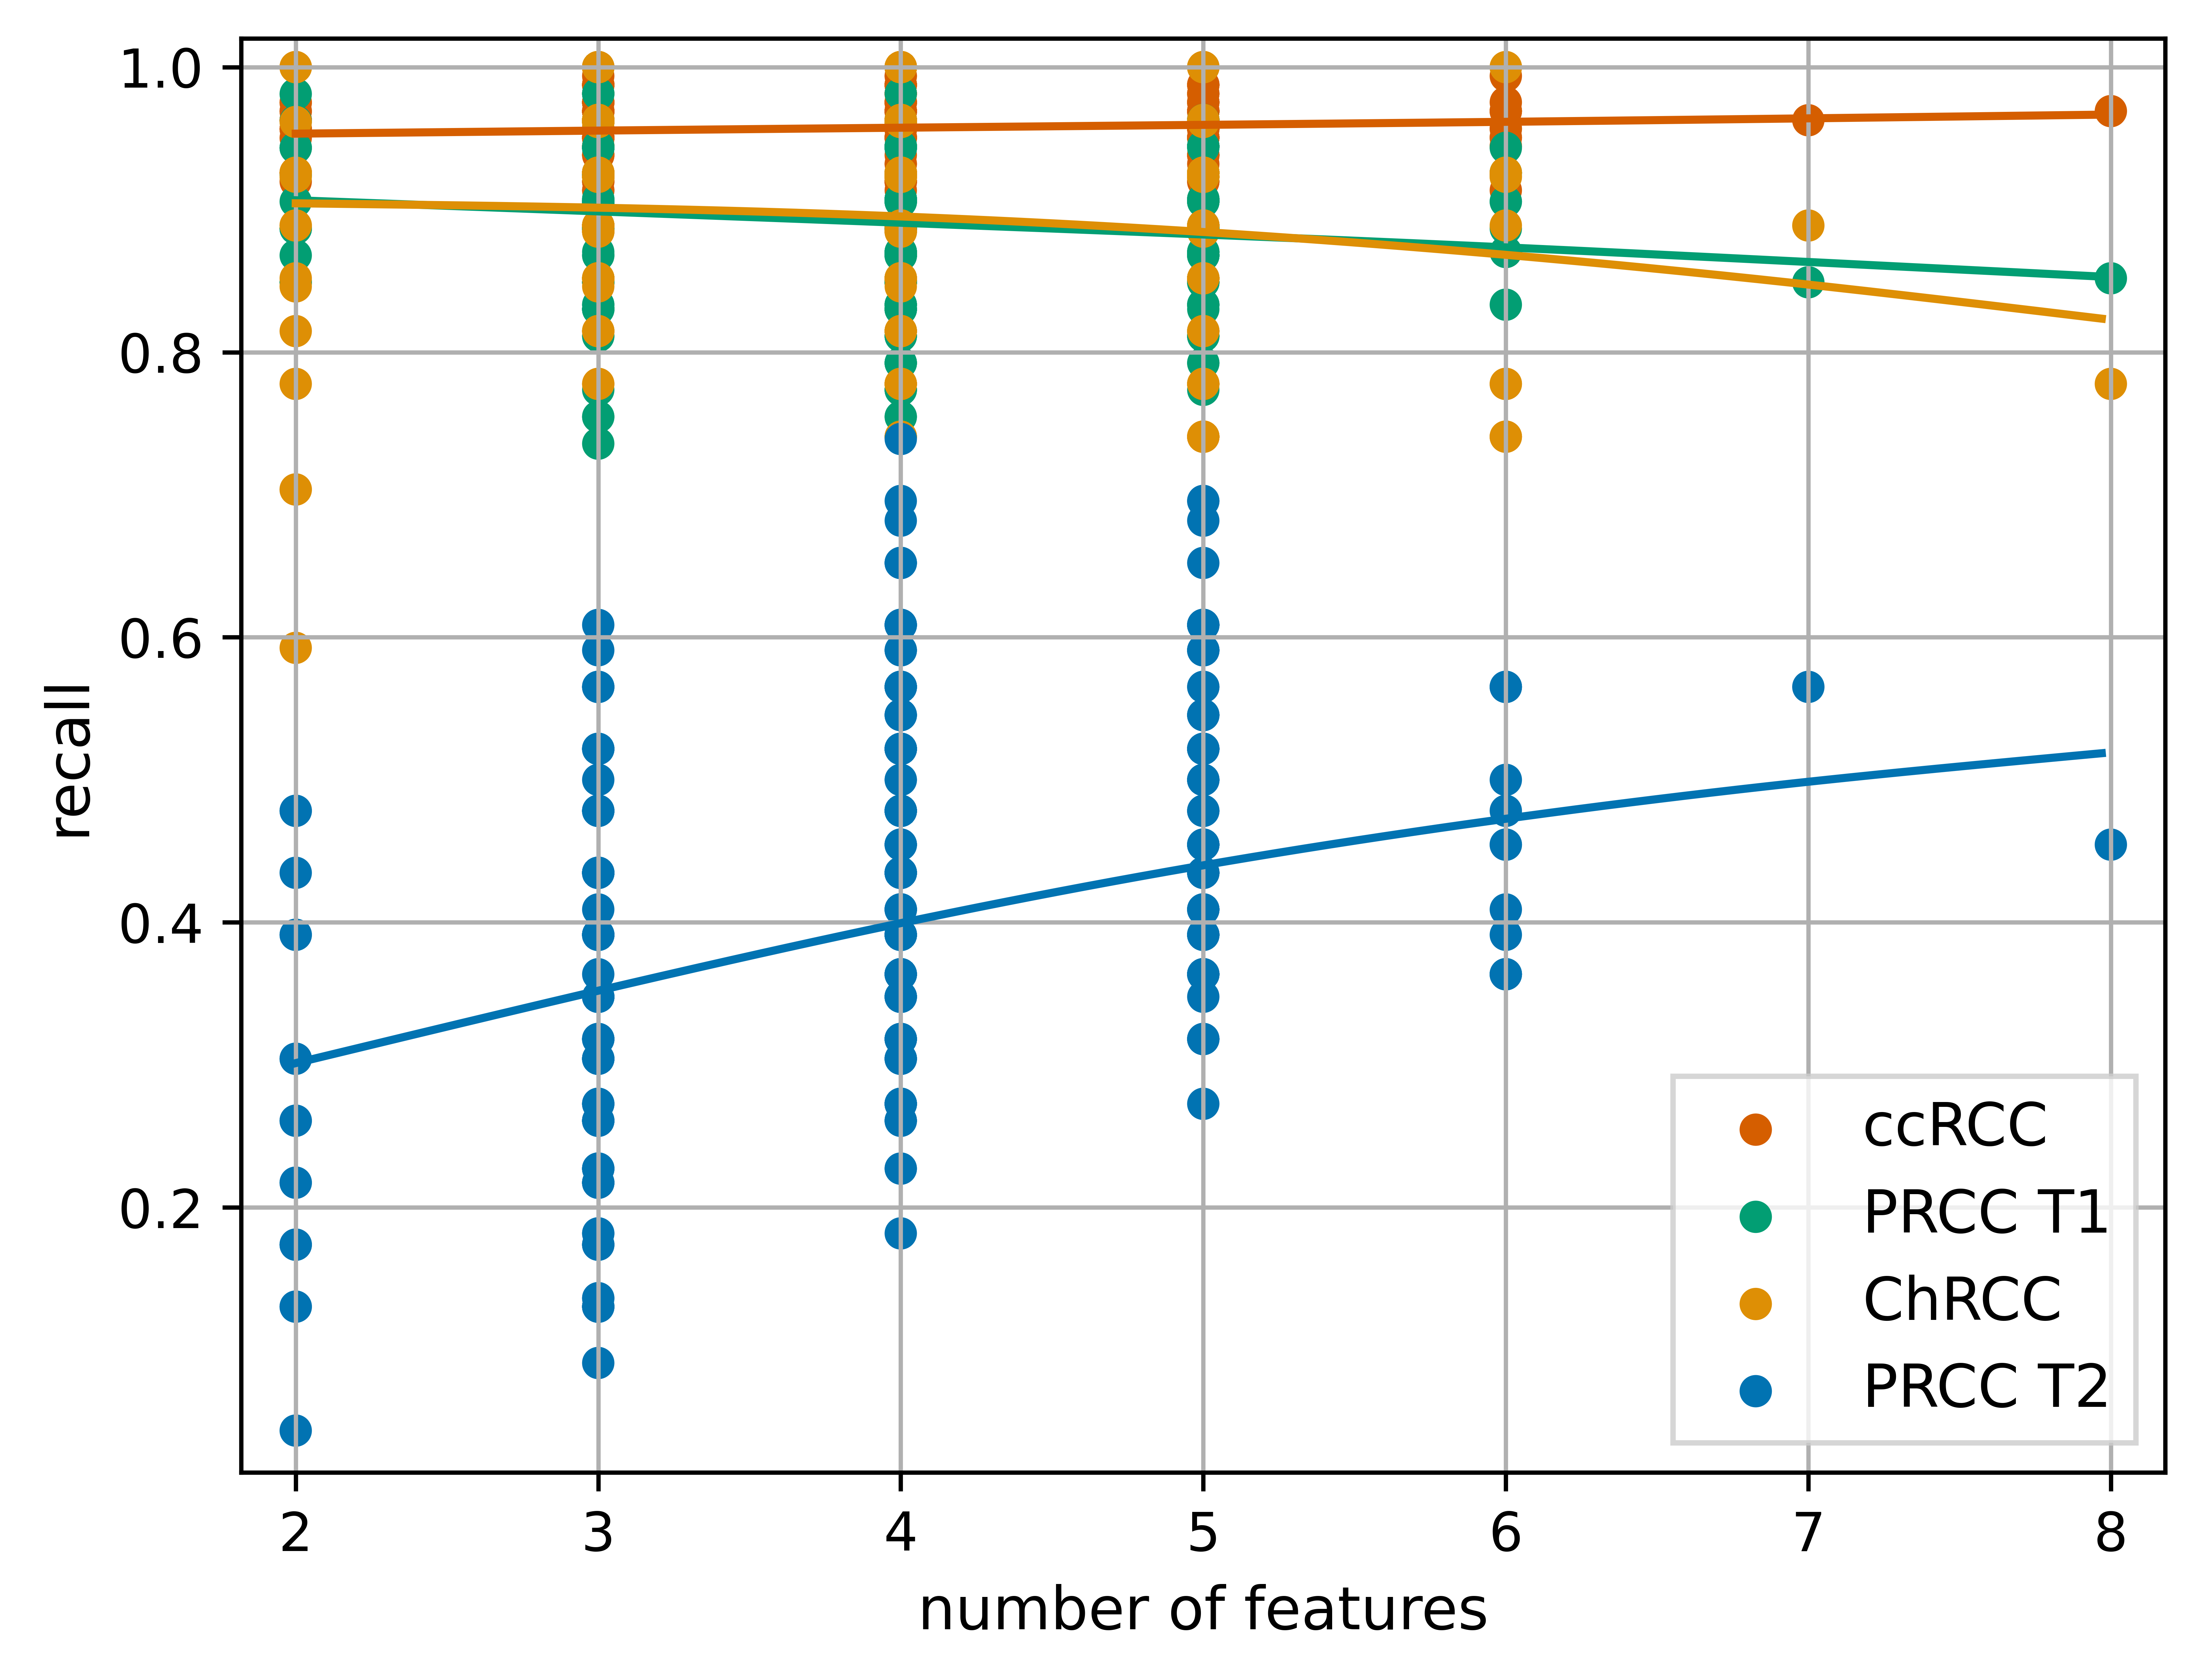 1.0
0.8
0.6
0.4
0.2
recall
2 3 4 5 6 7 8
number of features
ccRCC
PRCC T1
ChRCC
PRCC T2